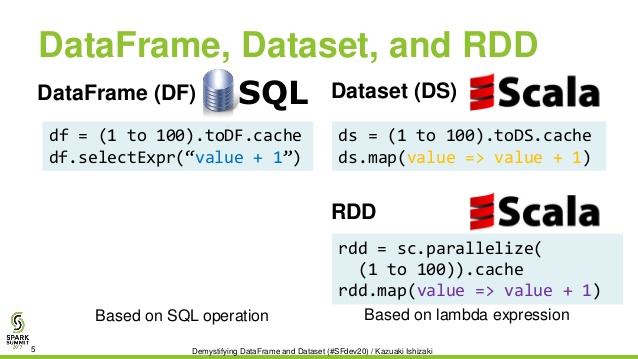 DataFrame, Dataset, and RDD
DataFrame (DF)
SQL
df = (1 to 100).toDF.cache
df.selectExpr(“value + 1”)
Based on SQL operation
Dataset (DS)
Scala
ds = (1 to 100).toDS.cache
ds.map(value => value + 1)
RDD
Scala
rdd = sc.parallelize(
(1 to 100)).cache
rdd.map(value => value + 1)
Based on lambda expression
SPARK
SUMMIT
2017
5
Demystifying DataFrame and Dataset (#SFdev20) / Kazuaki Ishizaki